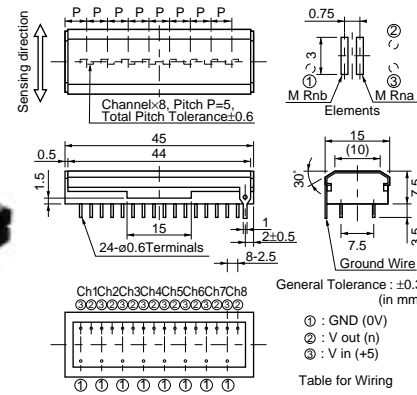 P P P P P P P
Sensing direction
Channel×8, Pitch P=5,
Total Pitch Tolerance±0.6
0.75
3
②
①
③
M Rnb
M Rna
Elements
45
44
0.5
1.5
15
1
2±0.5
8-2.5
24-ø0.6Terminals
15
(10)
30°
7.5
3.5
7.5
Ground Wire
General Tolerance : ±0.3
(in mm
Ch1Ch2Ch3Ch4Ch5Ch6Ch7Ch8
③②③②③②③②③②③②③②③②
① ① ① ① ① ① ① ①
① : GND (0V)
② : V out (n)
③ : V in (+5)
Table for Wiring